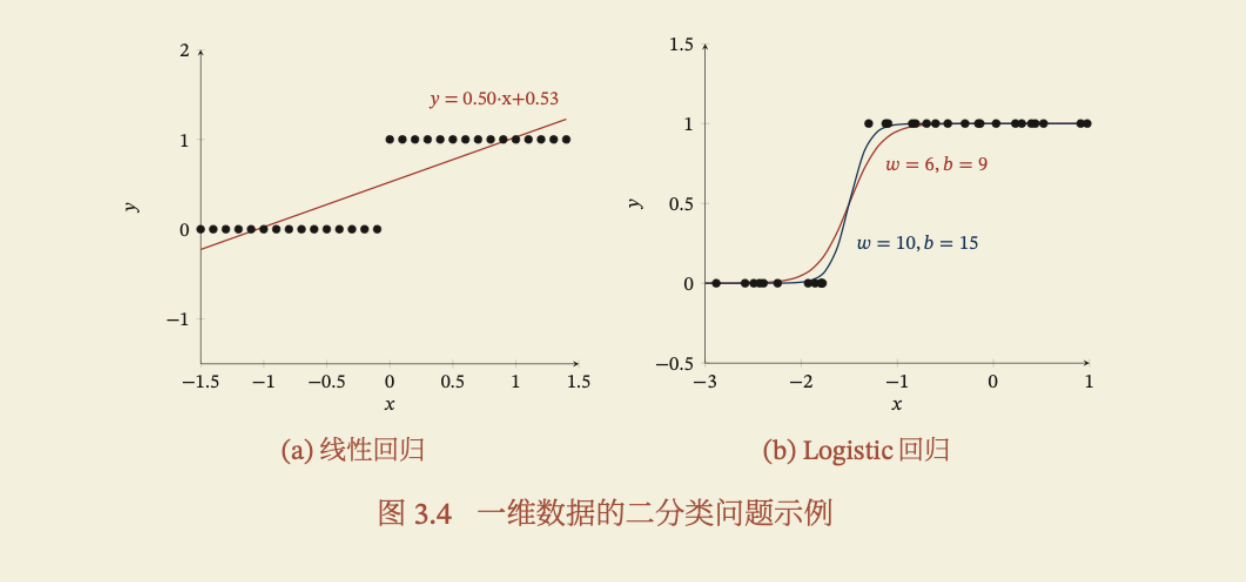 2
1
0
−1
y
y = 0.50·x+0.53
−1.5 −1 −0.5 0 0.5 1 1.5
x
(a) 线性回归
1.5
1
0.5
0
−0.5
y
w = 6, b = 9
w = 10, b = 15
−3 −2 −1 0 1
x
(b) Logistic 回归
图 3.4 一维数据的二分类问题示例